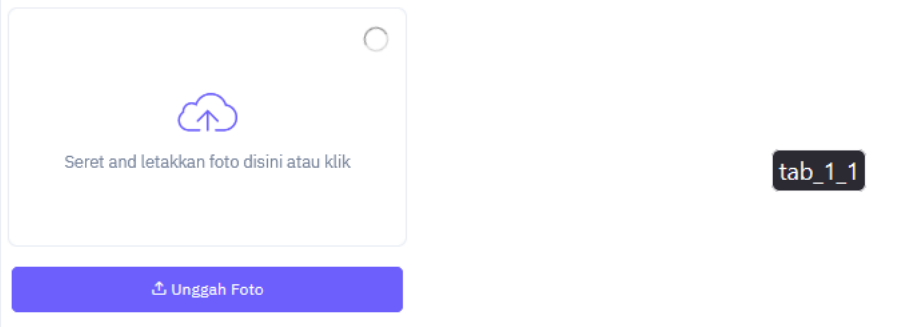 Seret and letakkan foto disini atau klik
tab_1_1
Unggah Foto